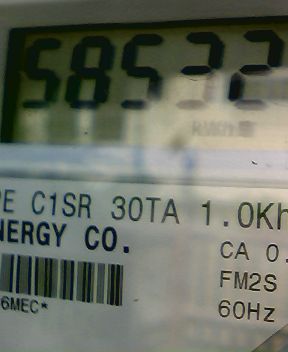 58532
PE C1SR 30TA 1.0Kh
NERGY CO.
CA 0.
FM2S
6MEC*
60Hz